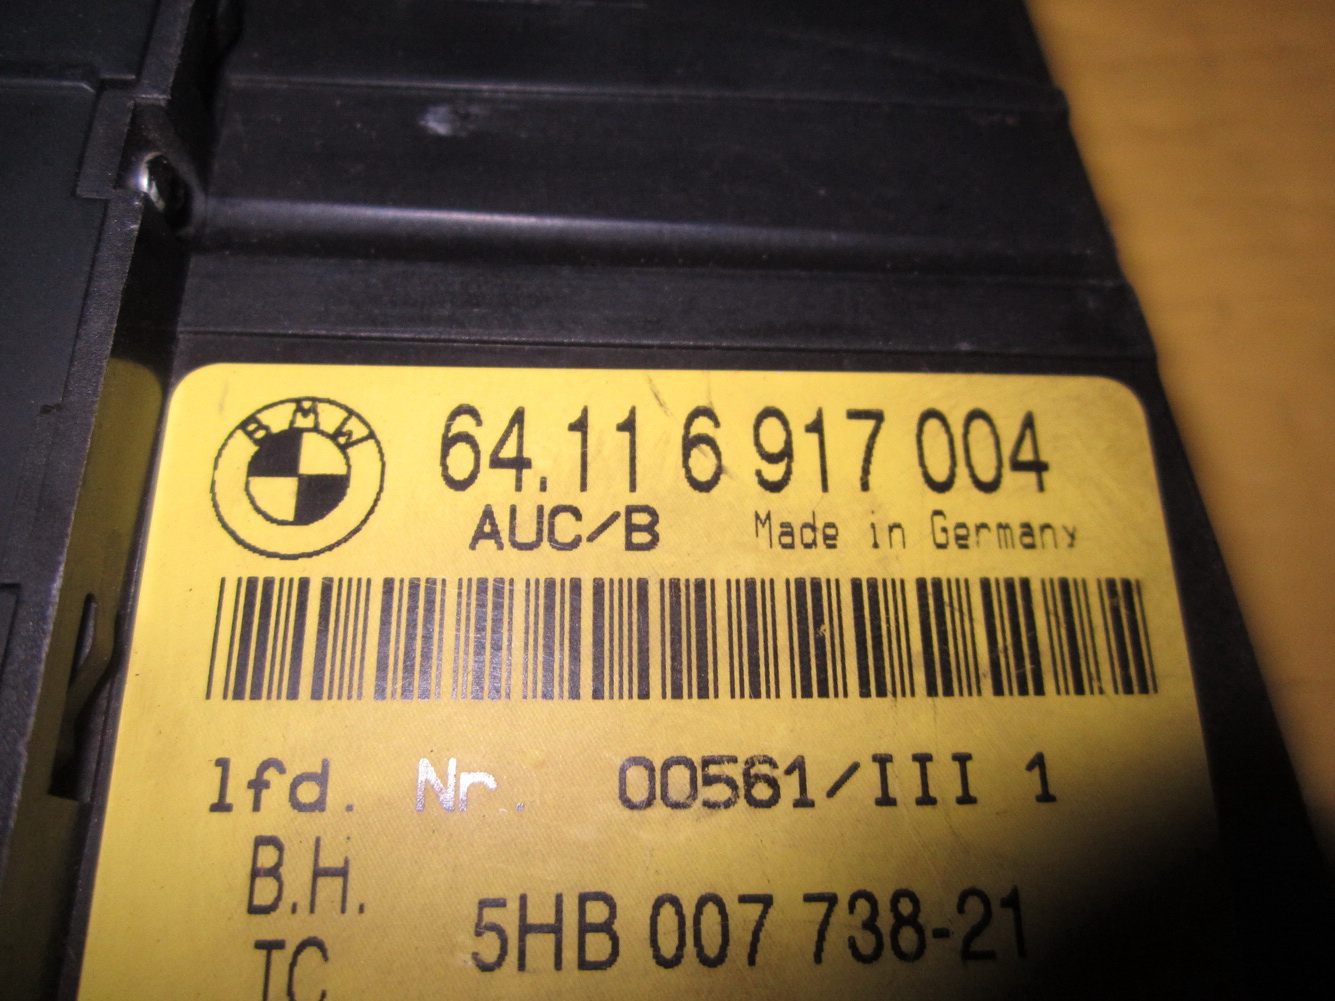 BMW
64.11 6 917 004
AUC/B Made in Germany
lfd. Nr. 00561/III 1
B.H.
5HB 007 738-21
TC